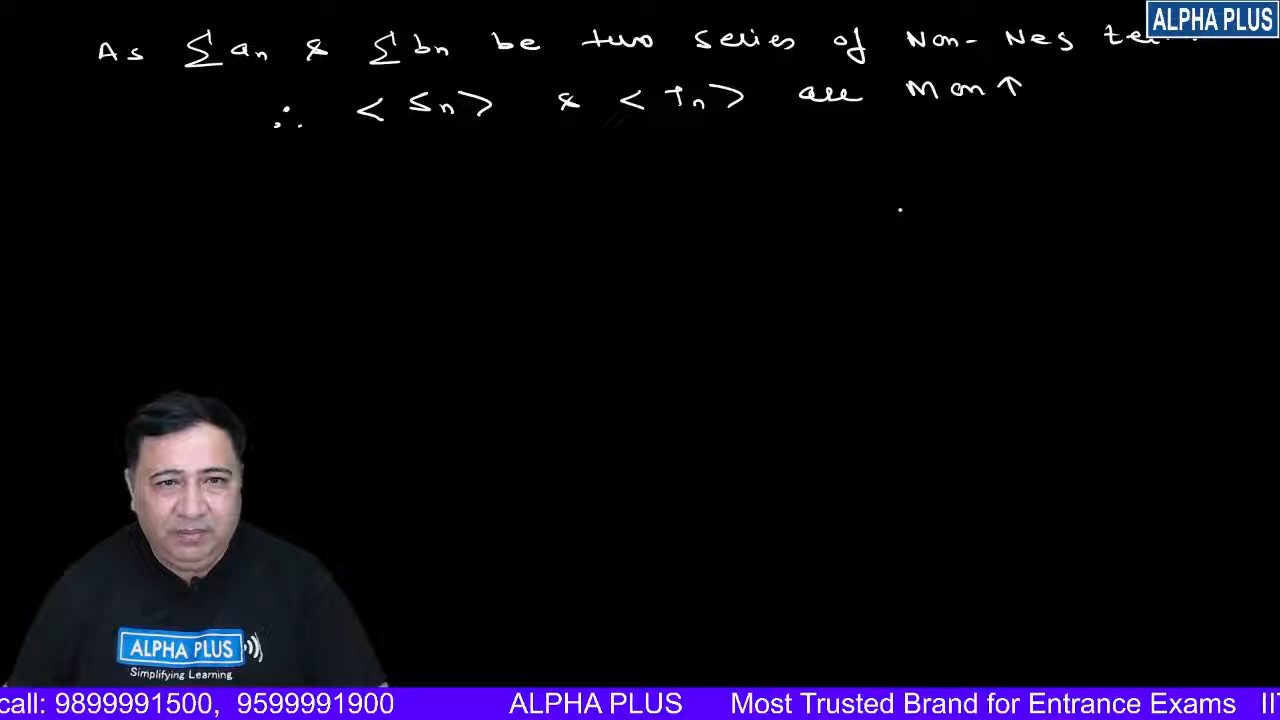 ALPHA PLUS
As ∑an & ∑bn be two series of Non-Neg
∴ <Sn> & <Tn> are Mon↑
ALPHA PLUS
Simplifying Learning
call: 9899991500, 9599991900 ALPHA PLUS Most Trusted Brand for Entrance Exams